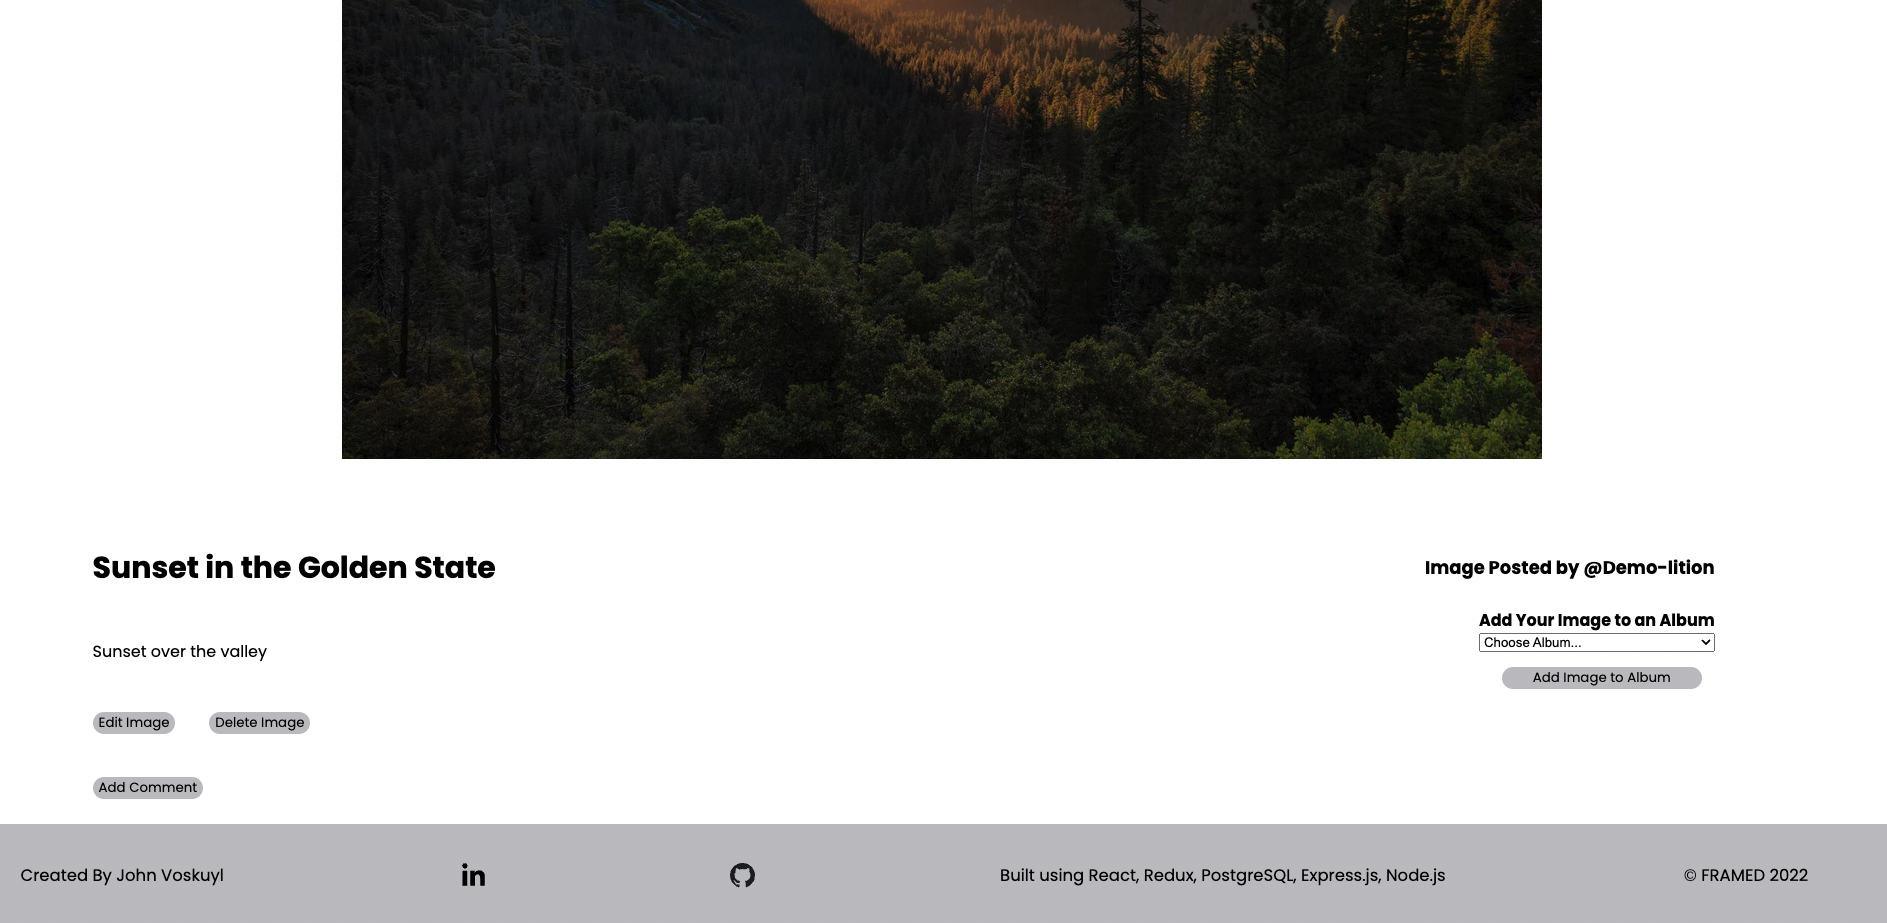 Sunset in the Golden State
Image Posted by @Demo-lition
Add Your Image to an Album
Choose Album...
Add Image to Album
Sunset over the valley
Edit Image
Delete Image
Add Comment
Created By John Voskuyl
in
Built using React, Redux, PostgreSQL, Express.js, Node.js
© FRAMED 2022